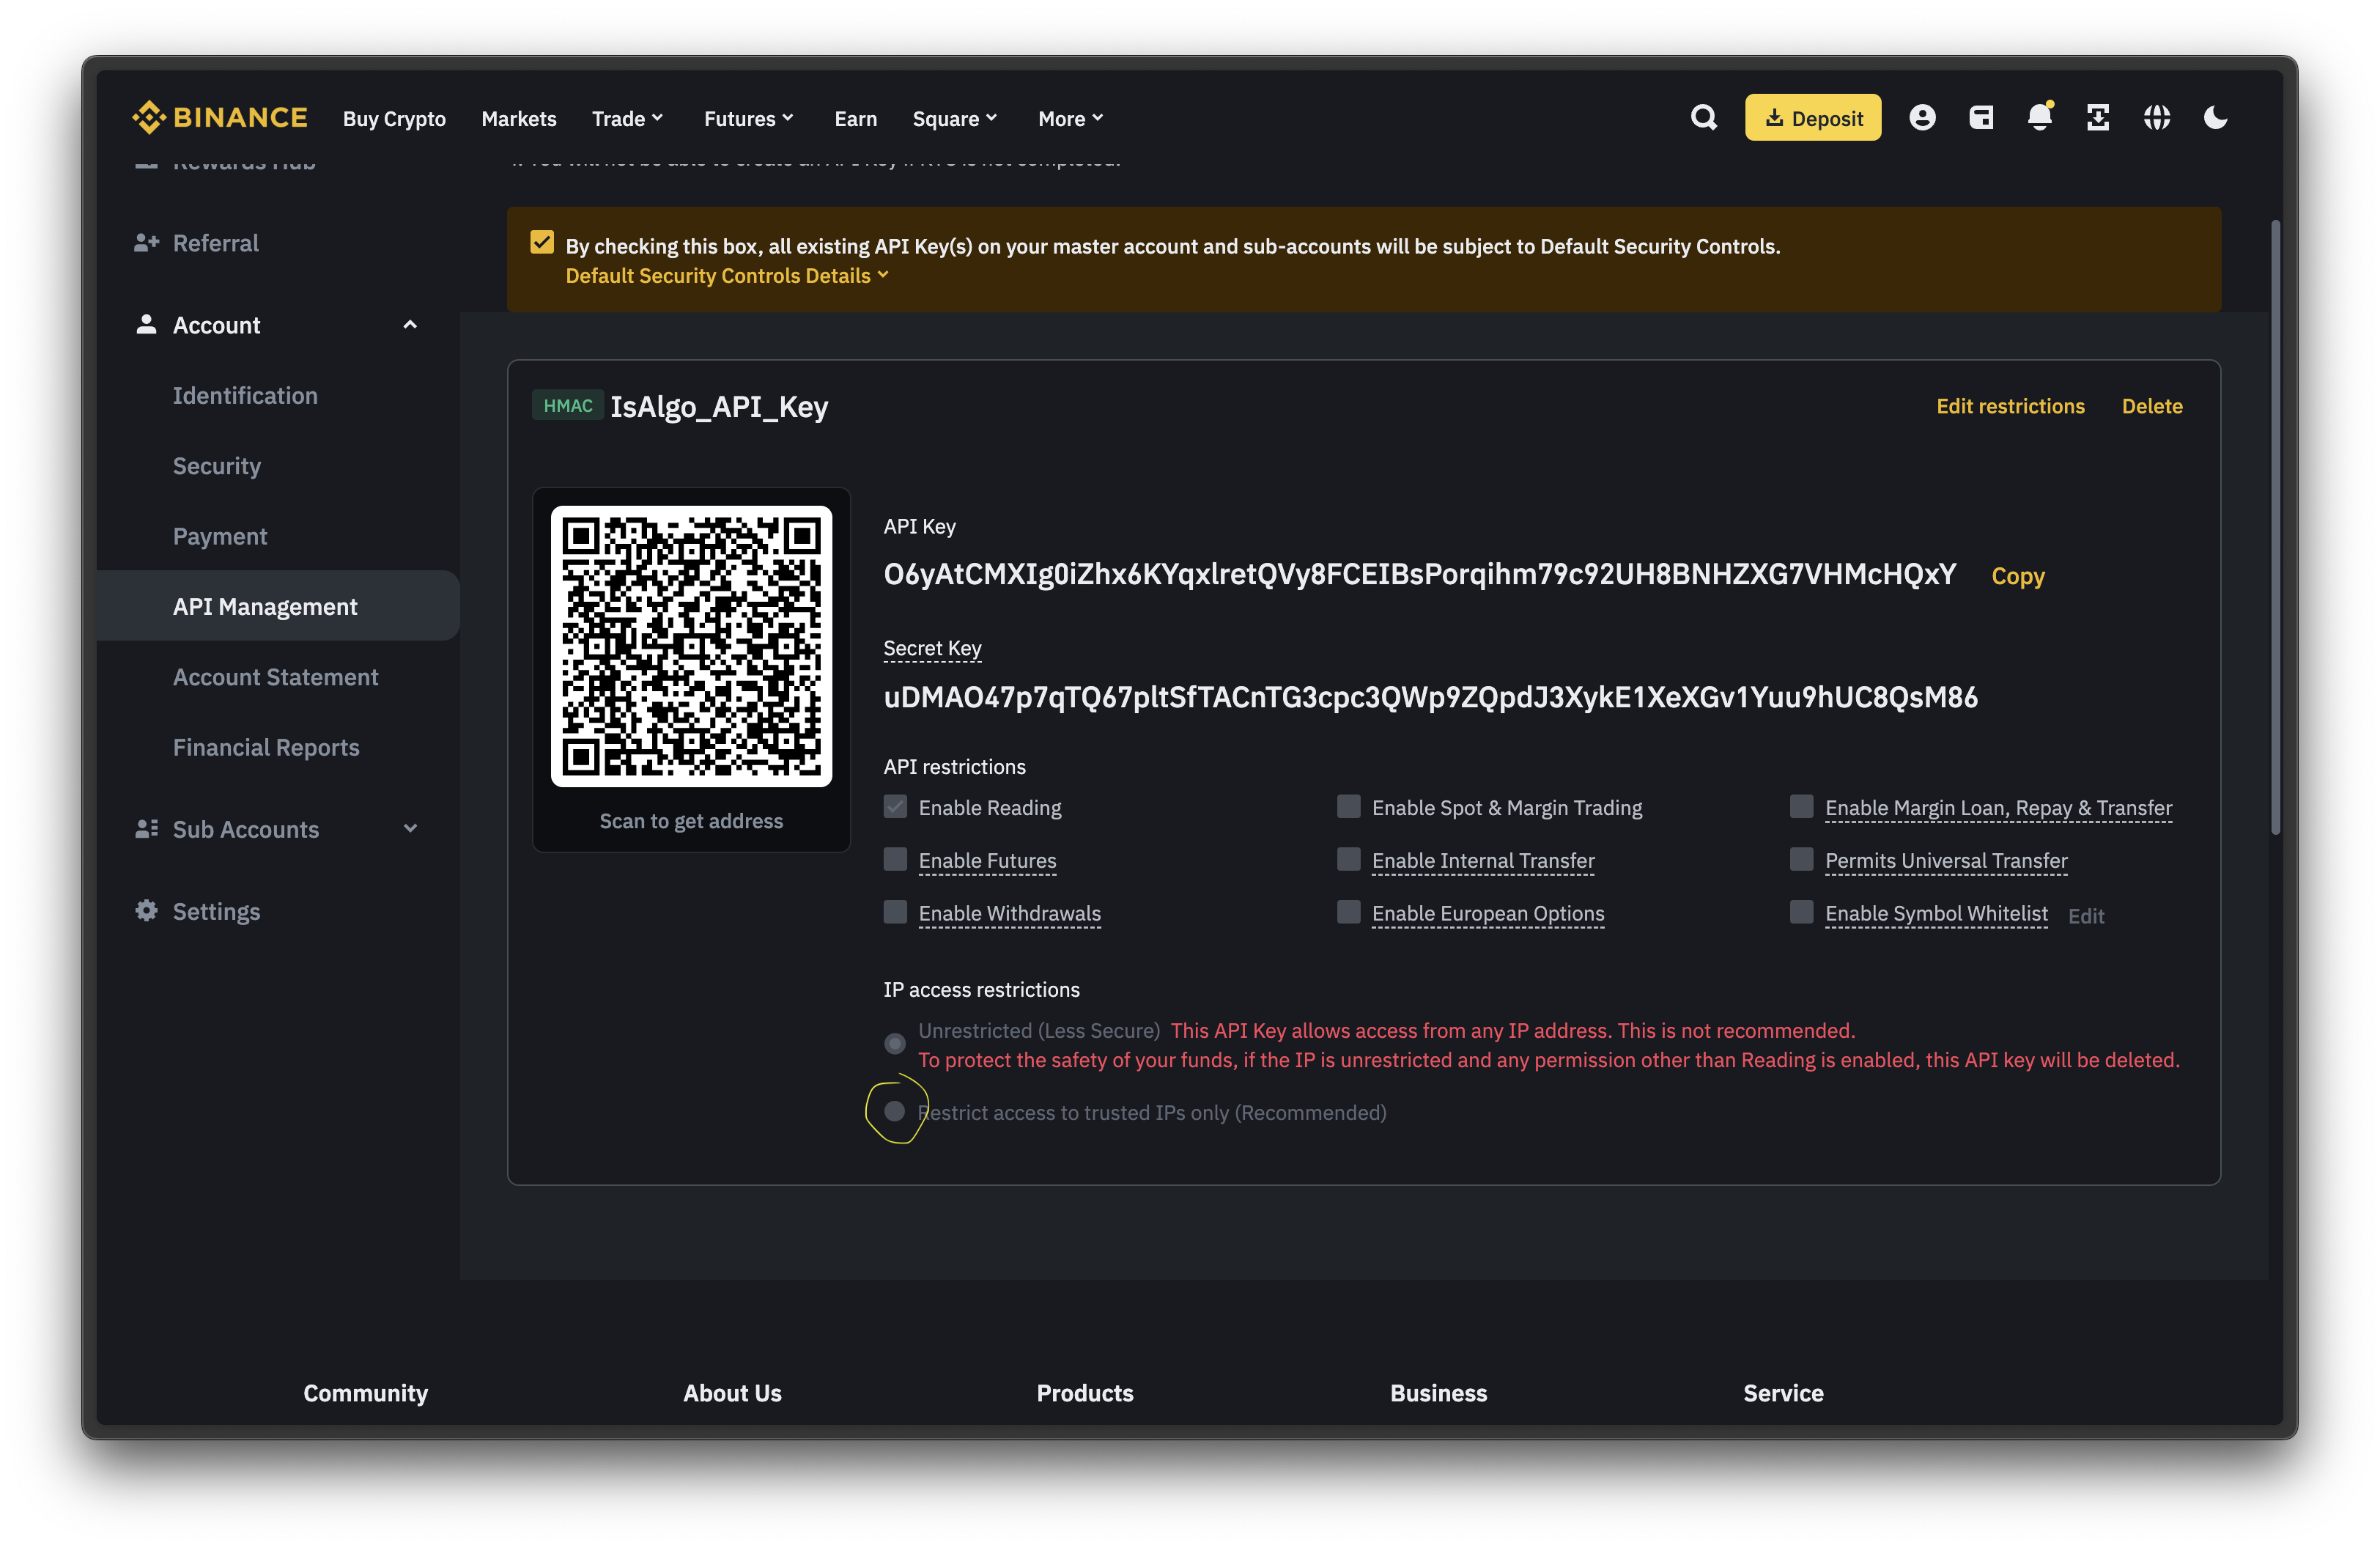 BINANCE
Buy Crypto
Markets
Trade
Futures
Earn
Square
More
Deposit
Rewards Hub
Referral
Account
Identification
Security
Payment
API Management
Account Statement
Financial Reports
Sub Accounts
Settings
By checking this box, all existing API Key(s) on your master account and sub-accounts will be subject to Default Security Controls.
Default Security Controls Details
HMAC IsAlgo_API_Key
Edit restrictions
Delete
Scan to get address
API Key
O6yAtCMXIg0iZhx6KYqxlretQVy8FCEIBsPorqihm79c92UH8BNHZXG7VHMcHQxY Copy
Secret Key
uDMAO47p7qTQ67pltSfTACnTG3cpc3QWp9ZQpdJ3XykE1XeXGv1Yuu9hUC8QsM86
API restrictions
Enable Reading
Enable Spot & Margin Trading
Enable Margin Loan, Repay & Transfer
Enable Futures
Enable Internal Transfer
Permits Universal Transfer
Enable Withdrawals
Enable European Options
Enable Symbol Whitelist Edit
IP access restrictions
Unrestricted (Less Secure) This API Key allows access from any IP address. This is not recommended.
To protect the safety of your funds, if the IP is unrestricted and any permission other than Reading is enabled, this API key will be deleted.
Restrict access to trusted IPs only (Recommended)
Community
About Us
Products
Business
Service